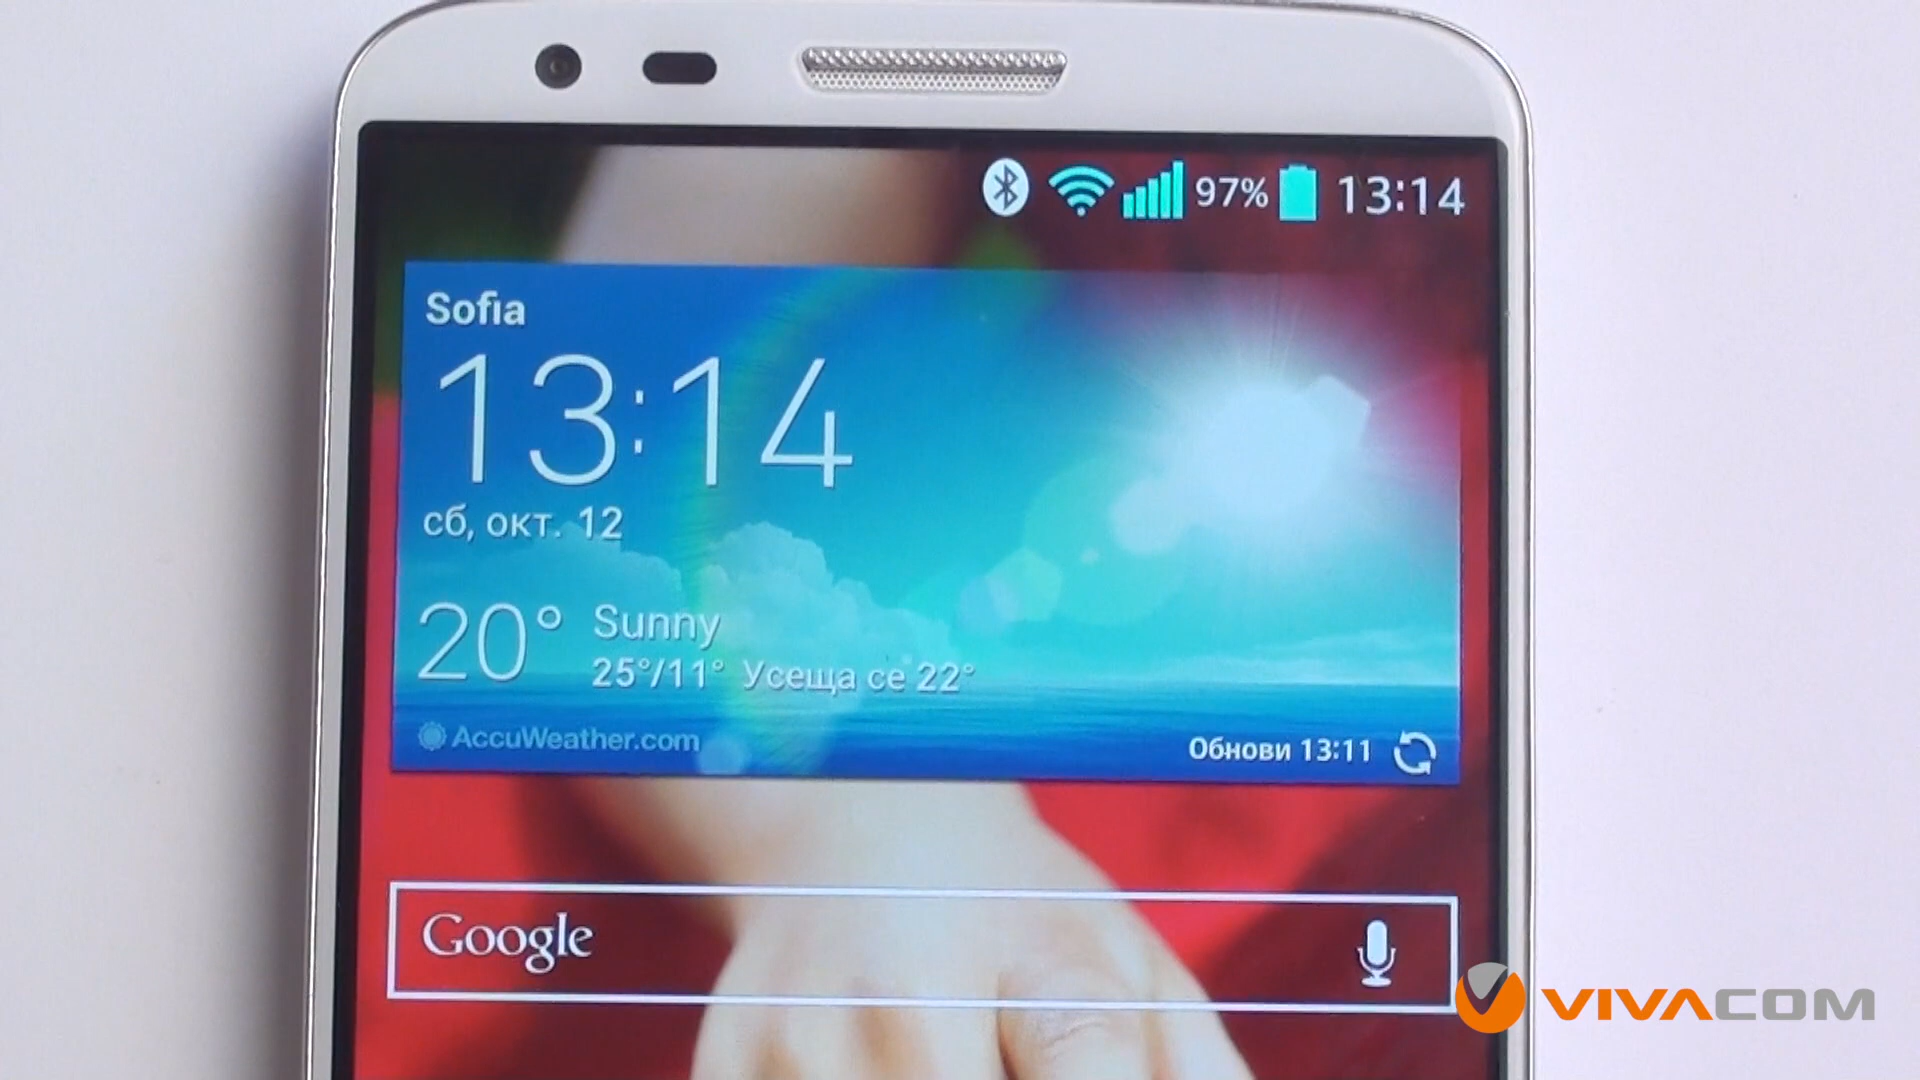 97% 13:14
Sofia
13:14
сб, окт. 12
20° Sunny
25°/11° Усеща се 22°
AccuWeather.com
Обнови 13:11
Google
VIVACOM